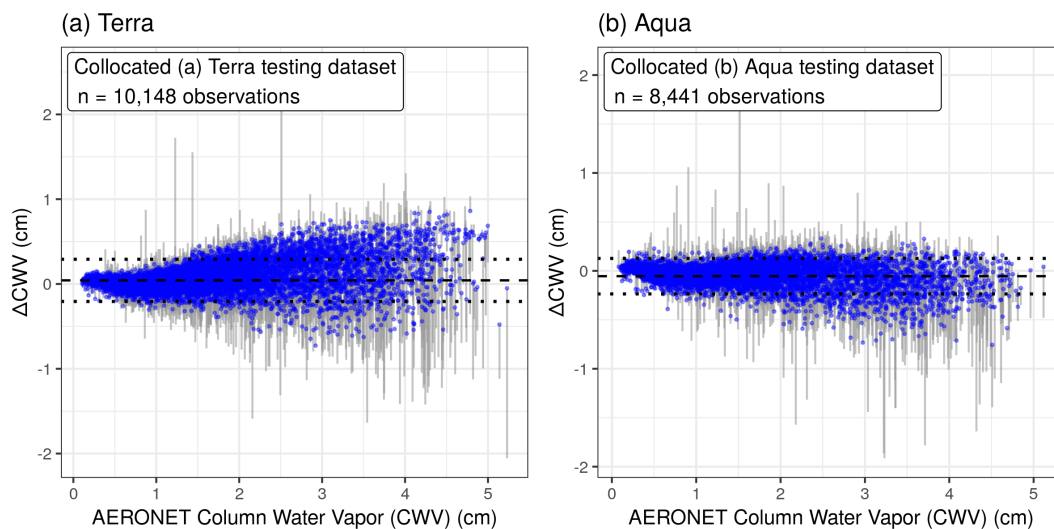 (a) Terra
Collocated (a) Terra testing dataset
n = 10,148 observations
ΔCWV (cm)
2
1
0
-1
-2
0 1 2 3 4 5
AERONET Column Water Vapor (CWV) (cm)
(b) Aqua
Collocated (b) Aqua testing dataset
n = 8,441 observations
ΔCWV (cm)
2
1
0
-1
-2
0 1 2 3 4 5
AERONET Column Water Vapor (CWV) (cm)